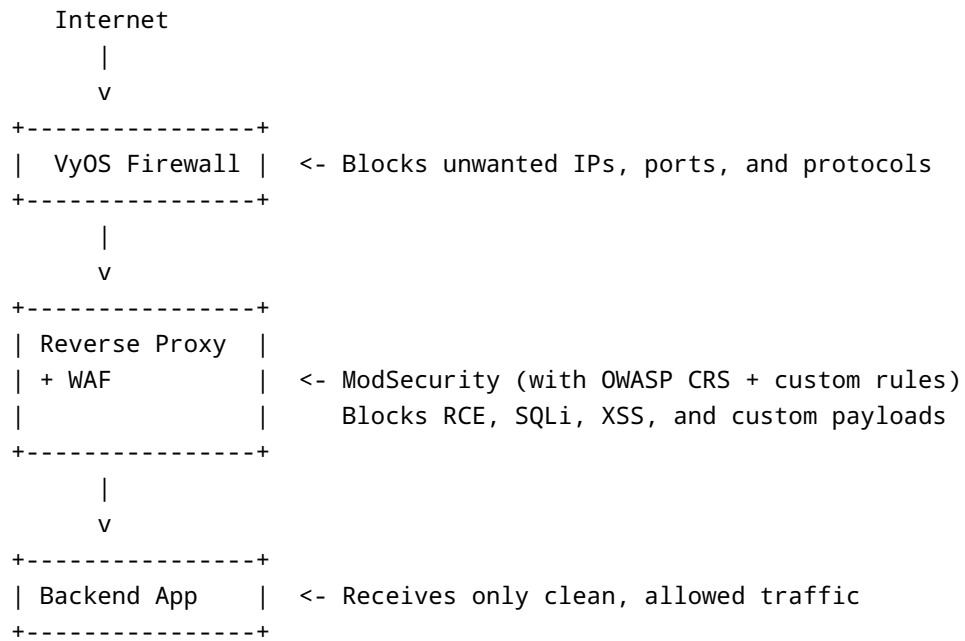 Internet
|
v
+----------------+
|  VyOS Firewall |  <- Blocks unwanted IPs, ports, and protocols
+----------------+
|
v
+----------------+
| Reverse Proxy  |
| + WAF          |  <- ModSecurity (with OWASP CRS + custom rules)
|                |     Blocks RCE, SQLi, XSS, and custom payloads
+----------------+
|
v
+----------------+
| Backend App    |  <- Receives only clean, allowed traffic
+----------------+